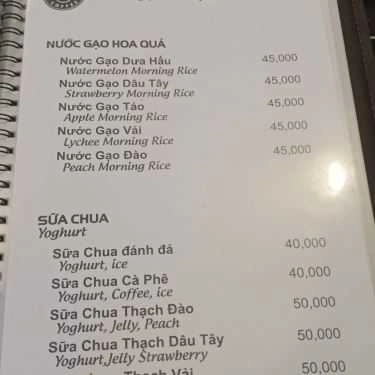 NƯỚC GẠO HOA QUẢ
Nước Gạo Dưa Hấu 45,000
Watermelon Morning Rice
Nước Gạo Dâu Tây 45,000
Strawberry Morning Rice
Nước Gạo Táo 45,000
Apple Morning Rice
Nước Gạo Vải 45,000
Lychee Morning Rice
Nước Gạo Đào 45,000
Peach Morning Rice
SỮA CHUA
Yoghurt
Sữa Chua đánh đá 40,000
Yoghurt, ice
Sữa Chua Cà Phê 40,000
Yoghurt, Coffee, ice
Sữa Chua Thạch Đào 50,000
Yoghurt, Jelly, Peach
Sữa Chua Thạch Dâu Tây 50,000
Yoghurt,Jelly Strawberry
Thạch Vải 50,000